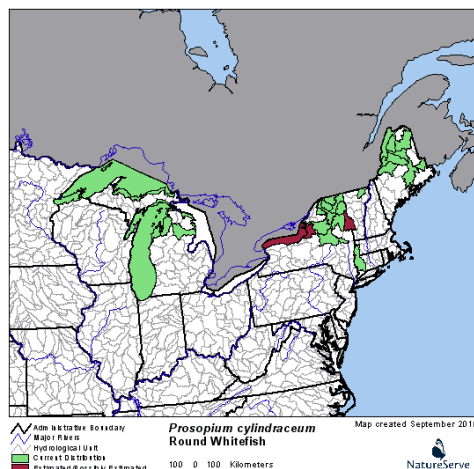 Administrative Boundary
Major Rivers
Hydrological Unit
Current Distribution
Prosopium cylindraceum
Round Whitefish
100 0 100 Kilometers
Map created September 2010
NatureServe